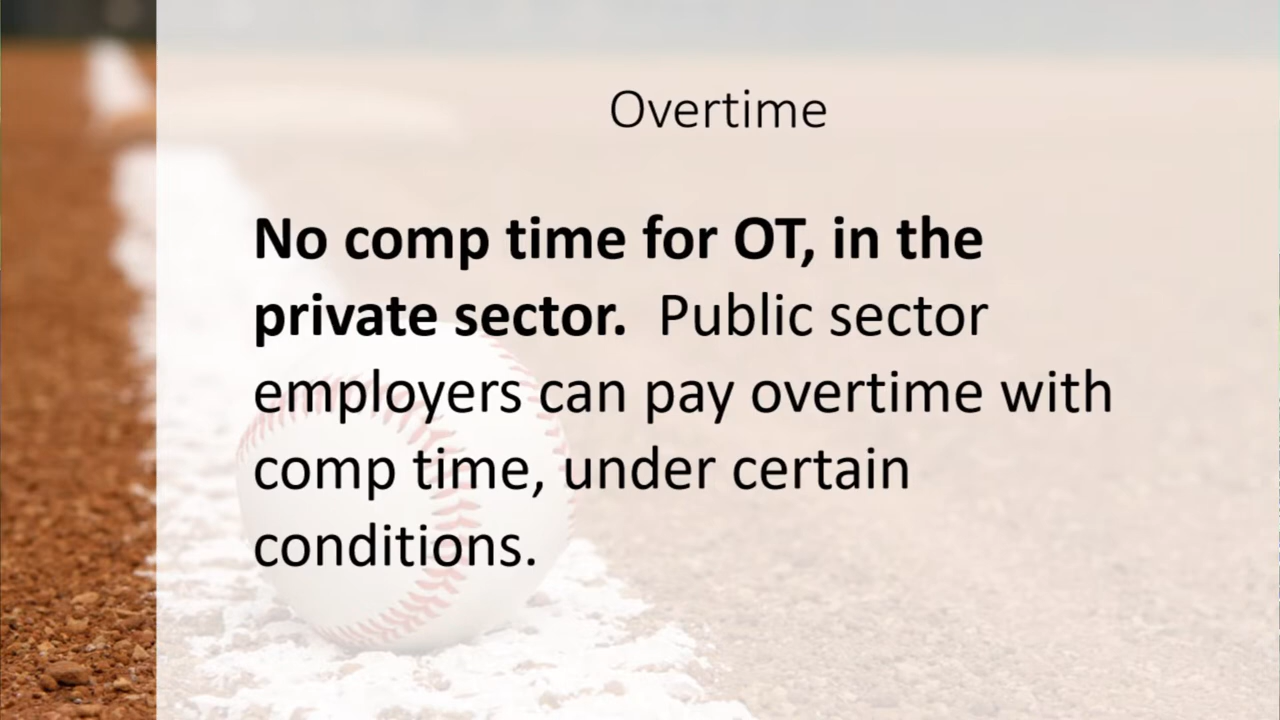 Overtime
No comp time for OT, in the
private sector.  Public sector
employers can pay overtime with
comp time, under certain
conditions.